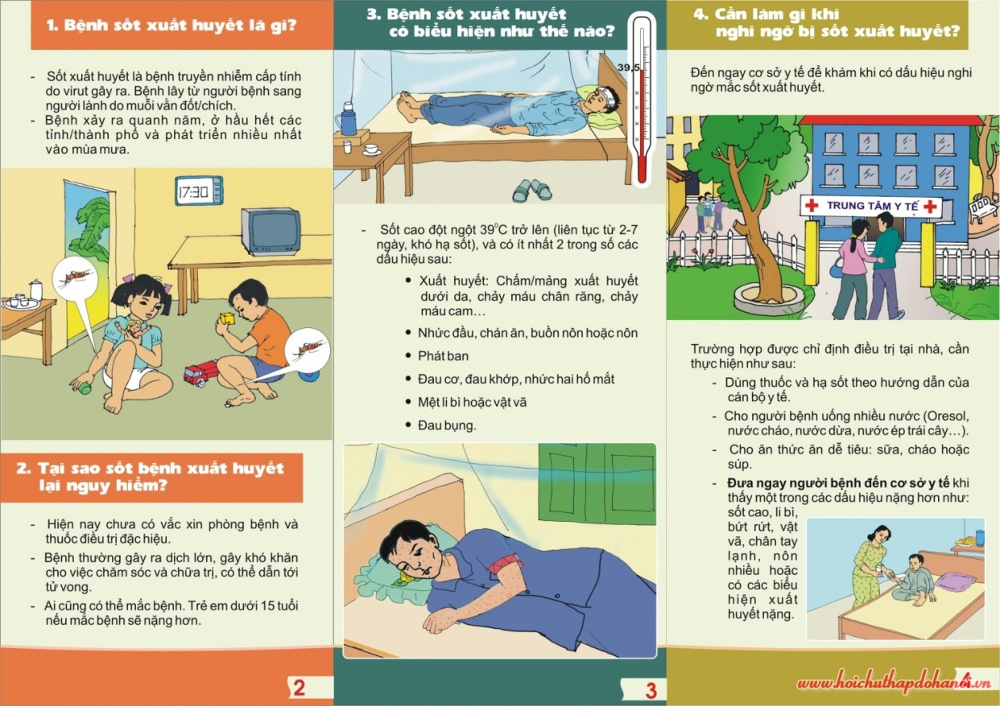 1. Bệnh sốt xuất huyết là gì?
- Sốt xuất huyết là bệnh truyền nhiễm cấp tính
do virut gây ra. Bệnh lây từ người bệnh sang
người lành do muỗi vằn đốt/chích.
- Bệnh xảy ra quanh năm, ở hầu hết các
tỉnh/thành phố và phát triển nhiều nhất
vào mùa mưa.
17:30
2. Tại sao sốt bệnh xuất huyết
lại nguy hiểm?
- Hiện nay chưa có vắc xin phòng bệnh và
thuốc điều trị đặc hiệu.
- Bệnh thường gây ra dịch lớn, gây khó khăn
cho việc chăm sóc và chữa trị, có thể dẫn tới
tử vong.
- Ai cũng có thể mắc bệnh. Trẻ em dưới 15 tuổi
nếu mắc bệnh sẽ nặng hơn.
2
3. Bệnh sốt xuất huyết
có biểu hiện như thế nào?
39,5
- Sốt cao đột ngột 39⁰C trở lên (liên tục từ 2-7
ngày, khó hạ sốt), và có ít nhất 2 trong số các
dấu hiệu sau:
• Xuất huyết: Chấm/mảng xuất huyết
dưới da, chảy máu chân răng, chảy
máu cam…
• Nhức đầu, chán ăn, buồn nôn hoặc nôn
• Phát ban
• Đau cơ, đau khớp, nhức hai hố mắt
• Mệt li bì hoặc vật vã
• Đau bụng.
3
4. Cần làm gì khi
nghi ngờ bị sốt xuất huyết?
Đến ngay cơ sở y tế để khám khi có dấu hiệu nghi
ngờ mắc sốt xuất huyết.
TRUNG TÂM Y TẾ
Trường hợp được chỉ định điều trị tại nhà, cần
thực hiện như sau:
- Dùng thuốc và hạ sốt theo hướng dẫn của
cán bộ y tế.
- Cho người bệnh uống nhiều nước (Oresol,
nước cháo, nước dừa, nước ép trái cây…).
- Cho ăn thức ăn dễ tiêu: sữa, cháo hoặc
súp.
- Đưa ngay người bệnh đến cơ sở y tế khi
thấy một trong các dấu hiệu nặng hơn như:
sốt cao, li bì,
bứt rứt, vật
vã, chân tay
lạnh, nôn
nhiều hoặc
có các biểu
hiện xuất
huyết nặng.
4
www.hoichuthapdohanoi.vn